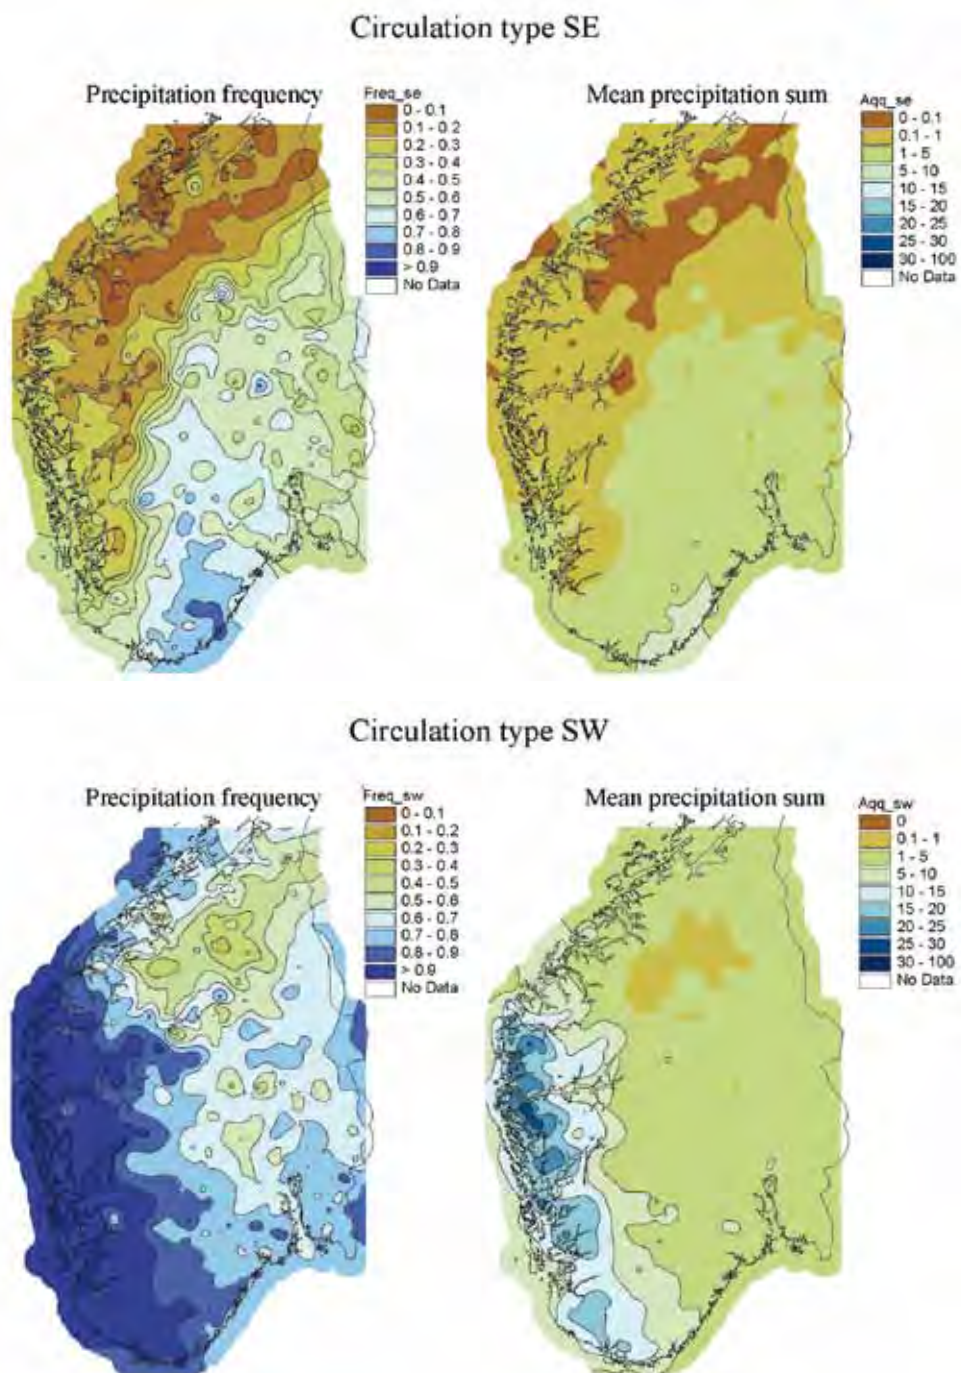 Circulation type SE
Precipitation frequency
Freq_se
0 - 0.1
0.1 - 0.2
0.2 - 0.3
0.3 - 0.4
0.4 - 0.5
0.5 - 0.6
0.6 - 0.7
0.7 - 0.8
0.8 - 0.9
> 0.9
No Data
Mean precipitation sum
Aqq_se
0 - 0.1
0.1 - 1
1 - 5
5 - 10
10 - 15
15 - 20
20 - 25
25 - 30
30 - 100
No Data
Circulation type SW
Precipitation frequency
Freq_sw
0 - 0.1
0.1 - 0.2
0.2 - 0.3
0.3 - 0.4
0.4 - 0.5
0.5 - 0.6
0.6 - 0.7
0.7 - 0.8
0.8 - 0.9
> 0.9
No Data
Mean precipitation sum
Aqq_sw
0
0.1 - 1
1 - 5
5 - 10
10 - 15
15 - 20
20 - 25
25 - 30
30 - 100
No Data